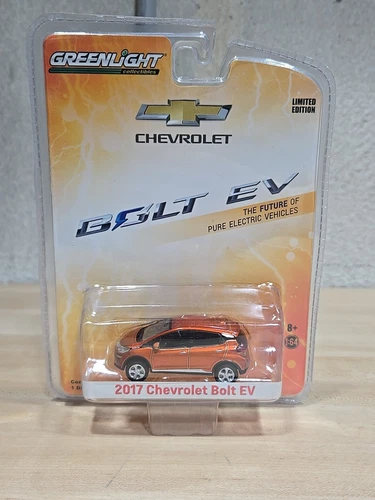 GREENLIGHT
collectibles
LIMITED
EDITION
CHEVROLET
BOLT EV
THE FUTURE OF
PURE ELECTRIC VEHICLES
8+
1:64
2017 Chevrolet Bolt EV